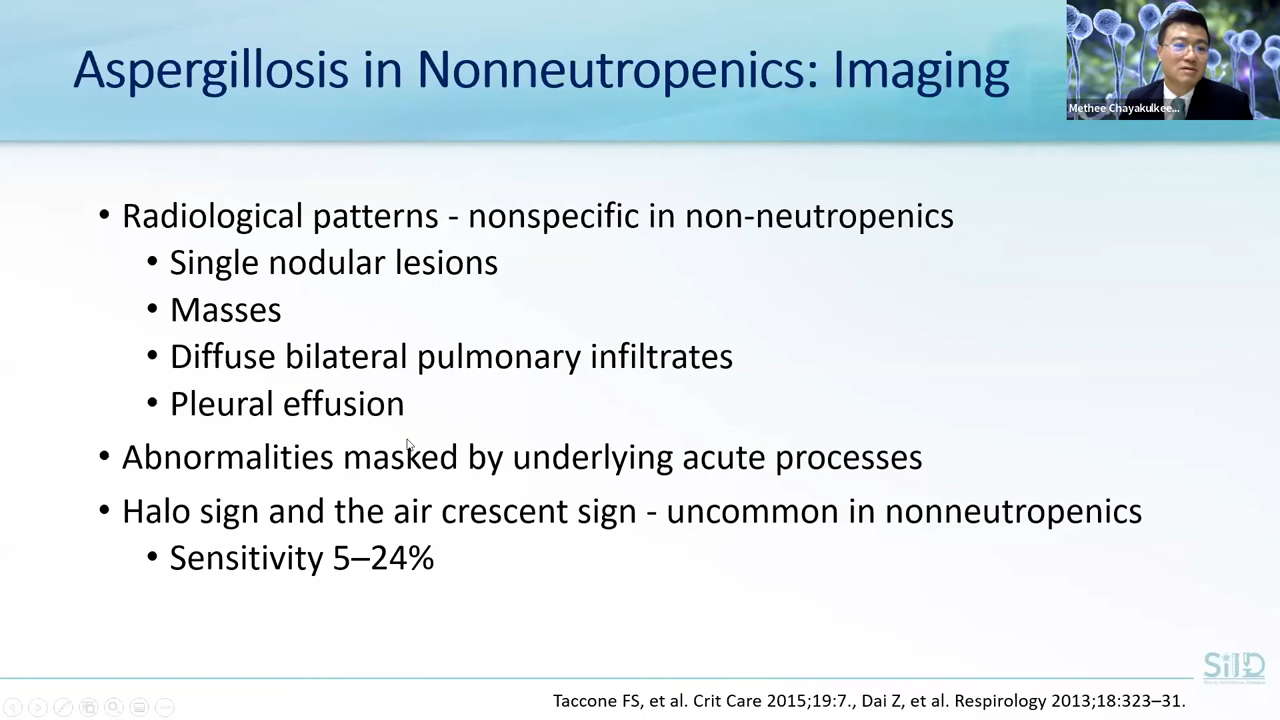 Aspergillosis in Nonneutropenics: Imaging
Methee Chayakulkee...
• Radiological patterns - nonspecific in non-neutropenics
• Single nodular lesions
• Masses
• Diffuse bilateral pulmonary infiltrates
• Pleural effusion
• Abnormalities masked by underlying acute processes
• Halo sign and the air crescent sign - uncommon in nonneutropenics
• Sensitivity 5–24%
SiID
Taccone FS, et al. Crit Care 2015;19:7., Dai Z, et al. Respirology 2013;18:323–31.